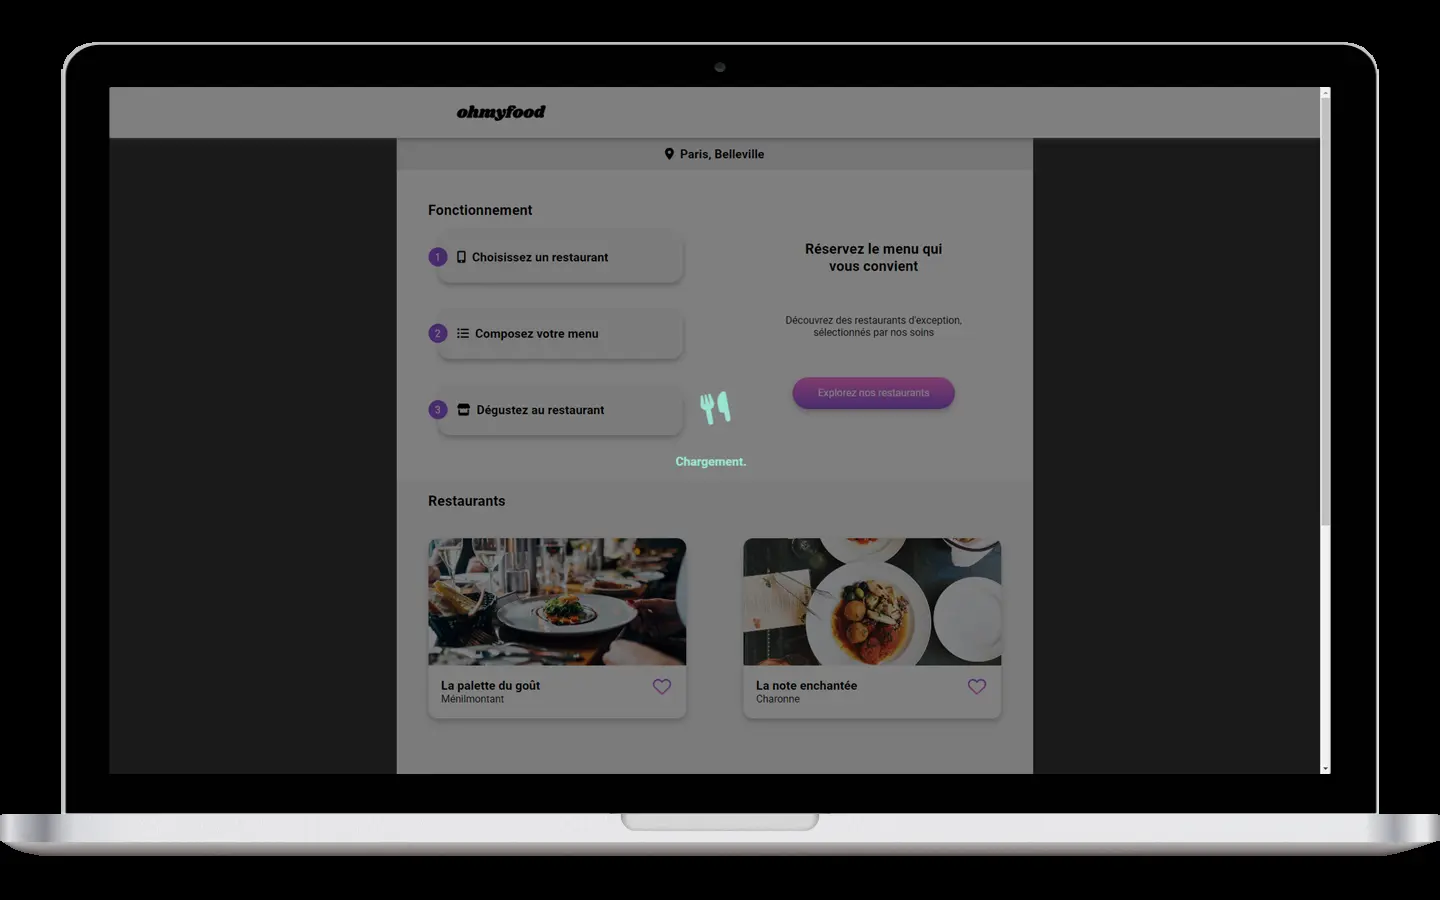 ohmyfood
Paris, Belleville
Fonctionnement
1 Choisissez un restaurant
2 Composez votre menu
3 Dégustez au restaurant
Réservez le menu qui
vous convient
Découvrez des restaurants d'exception,
sélectionnés par nos soins
Explorez nos restaurants
Chargement.
Restaurants
La palette du goût
Ménilmontant
La note enchantée
Charonne